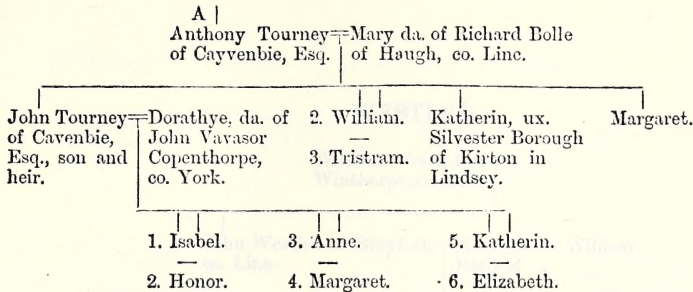 A
Anthony Tourney=Mary da. of Richard Bolle
of Cayvenbie, Esq. of Haugh, co. Linc.
John Tourney=Dorathye, da. of 2. William. Katherin, ux. Margaret.
of Cavenbie, John Vavasor — Silvester Borough
Esq., son and Copenthorpe, 3. Tristram. of Kirton in
heir. co. York. Lindsey.
1. Isabel. 3. Anne. 5. Katherin.
— — —
2. Honor. 4. Margaret. 6. Elizabeth.